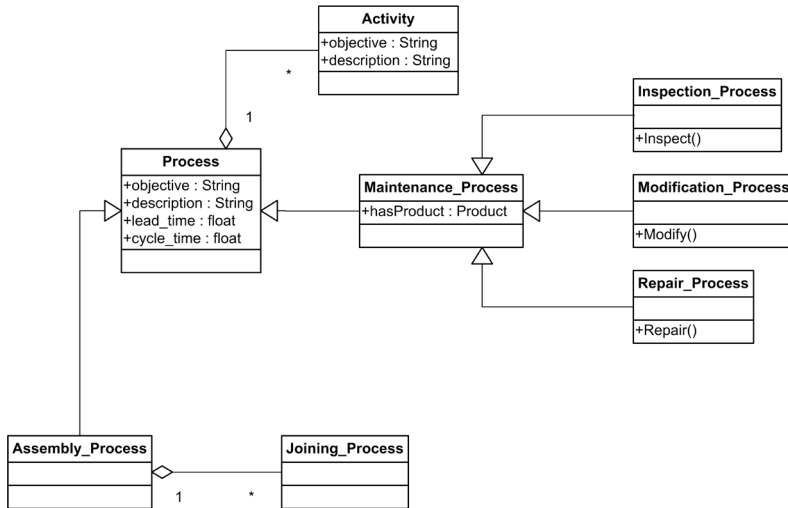 Activity
+objective : String
+description : String
*
1
Process
+objective : String
+description : String
+lead_time : float
+cycle_time : float
Maintenance_Process
+hasProduct : Product
Inspection_Process
+Inspect()
Modification_Process
+Modify()
Repair_Process
+Repair()
Assembly_Process
1
*
Joining_Process